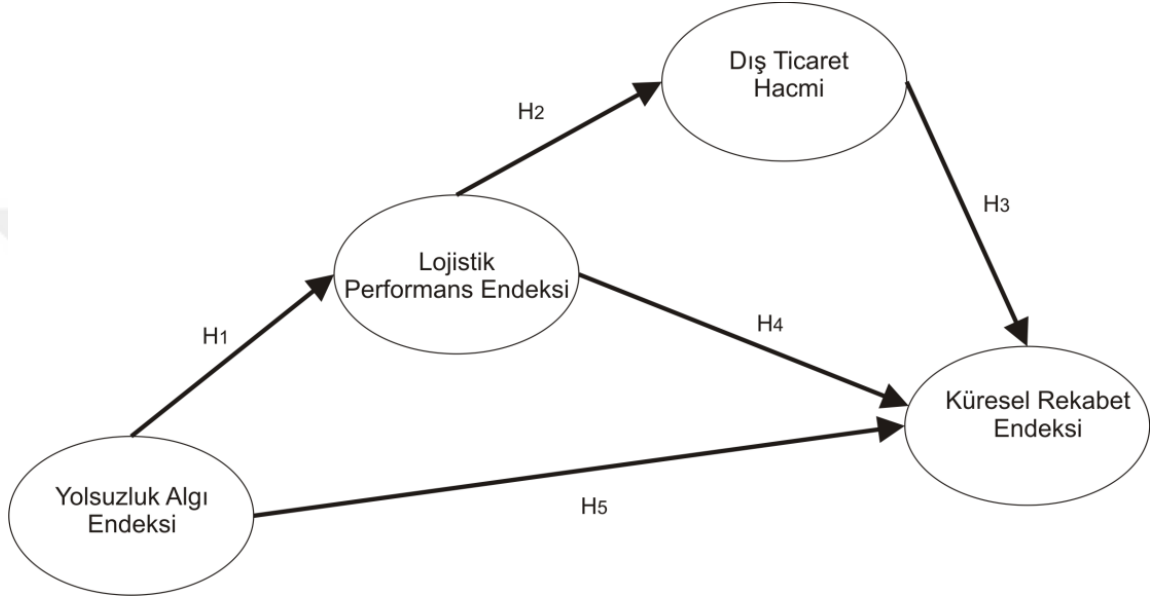 Dış Ticaret
Hacmi
H2
H3
Lojistik
Performans Endeksi
H1
H4
Küresel Rekabet
Endeksi
Yolsuzluk Algı
Endeksi
H5